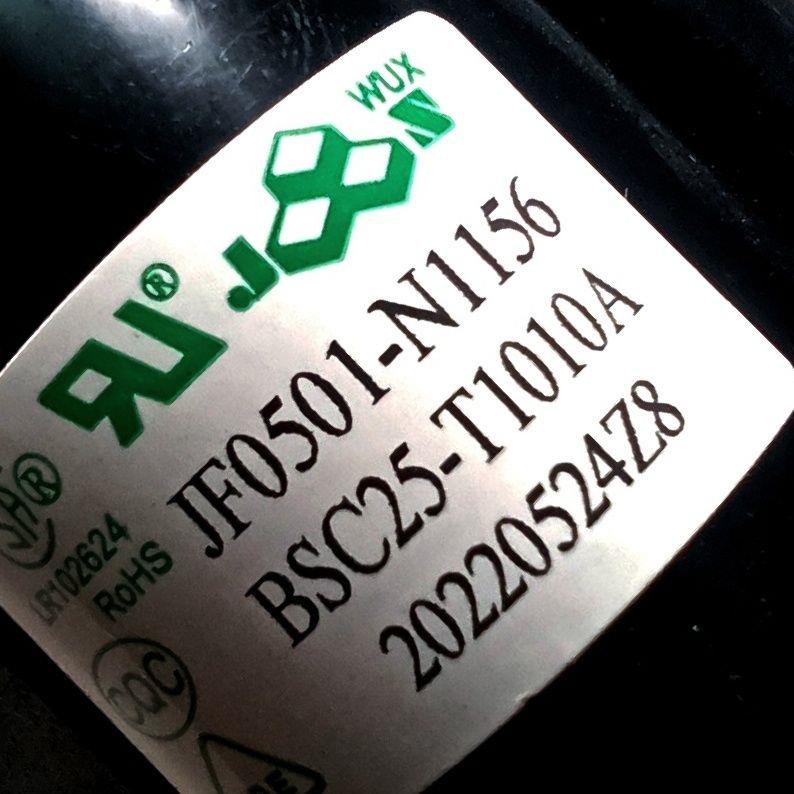 WUX
JF0501-N1156
BSC25-T1010A
20220524Z8
LR102624
RoHS
CQC